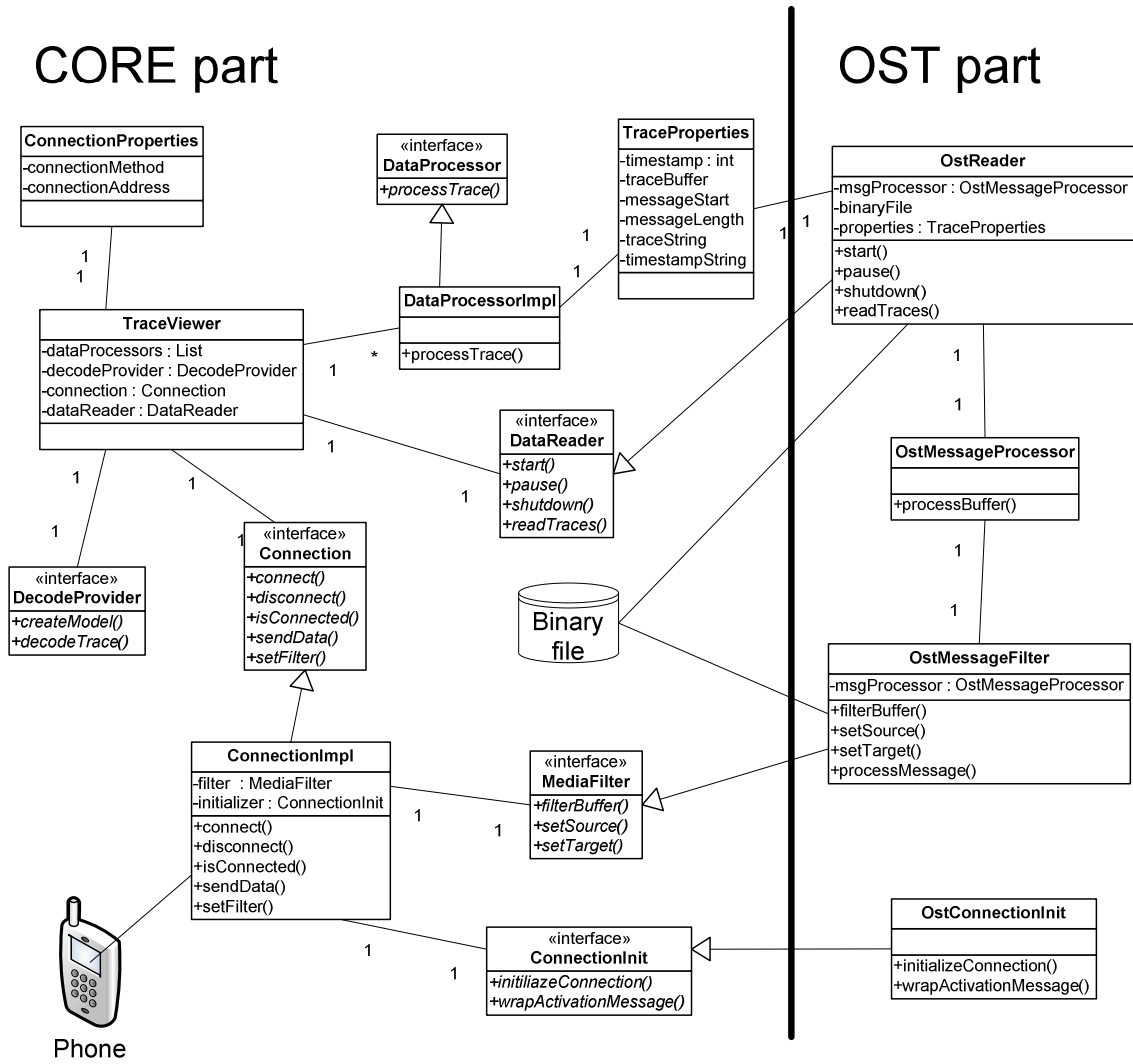 CORE part
OST part
ConnectionProperties
-connectionMethod
-connectionAddress
«interface»
DataProcessor
+processTrace()
TraceProperties
-timestamp : int
-traceBuffer
-messageStart
-messageLength
-traceString
-timestampString
OstReader
-msgProcessor : OstMessageProcessor
-binaryFile
-properties : TraceProperties
+start()
+pause()
+shutdown()
+readTraces()
1
1
1
1
1
1
TraceViewer
-dataProcessors : List
-decodeProvider : DecodeProvider
-connection : Connection
-dataReader : DataReader
DataProcessorImpl
+processTrace()
*
1
1
1
«interface»
DataReader
+start()
+pause()
+shutdown()
+readTraces()
1
1
OstMessageProcessor
+processBuffer()
1
1
1
1
1
1
«interface»
DecodeProvider
+createModel()
+decodeTrace()
«interface»
Connection
+connect()
+disconnect()
+isConnected()
+sendData()
+setFilter()
Binary
file
OstMessageFilter
-msgProcessor : OstMessageProcessor
+filterBuffer()
+setSource()
+setTarget()
+processMessage()
ConnectionImpl
-filter : MediaFilter
-initializer : ConnectionInit
+connect()
+disconnect()
+isConnected()
+sendData()
+setFilter()
1
1
«interface»
MediaFilter
+filterBuffer()
+setSource()
+setTarget()
1
1
«interface»
ConnectionInit
+initiliazeConnection()
+wrapActivationMessage()
OstConnectionInit
+initializeConnection()
+wrapActivationMessage()
Phone